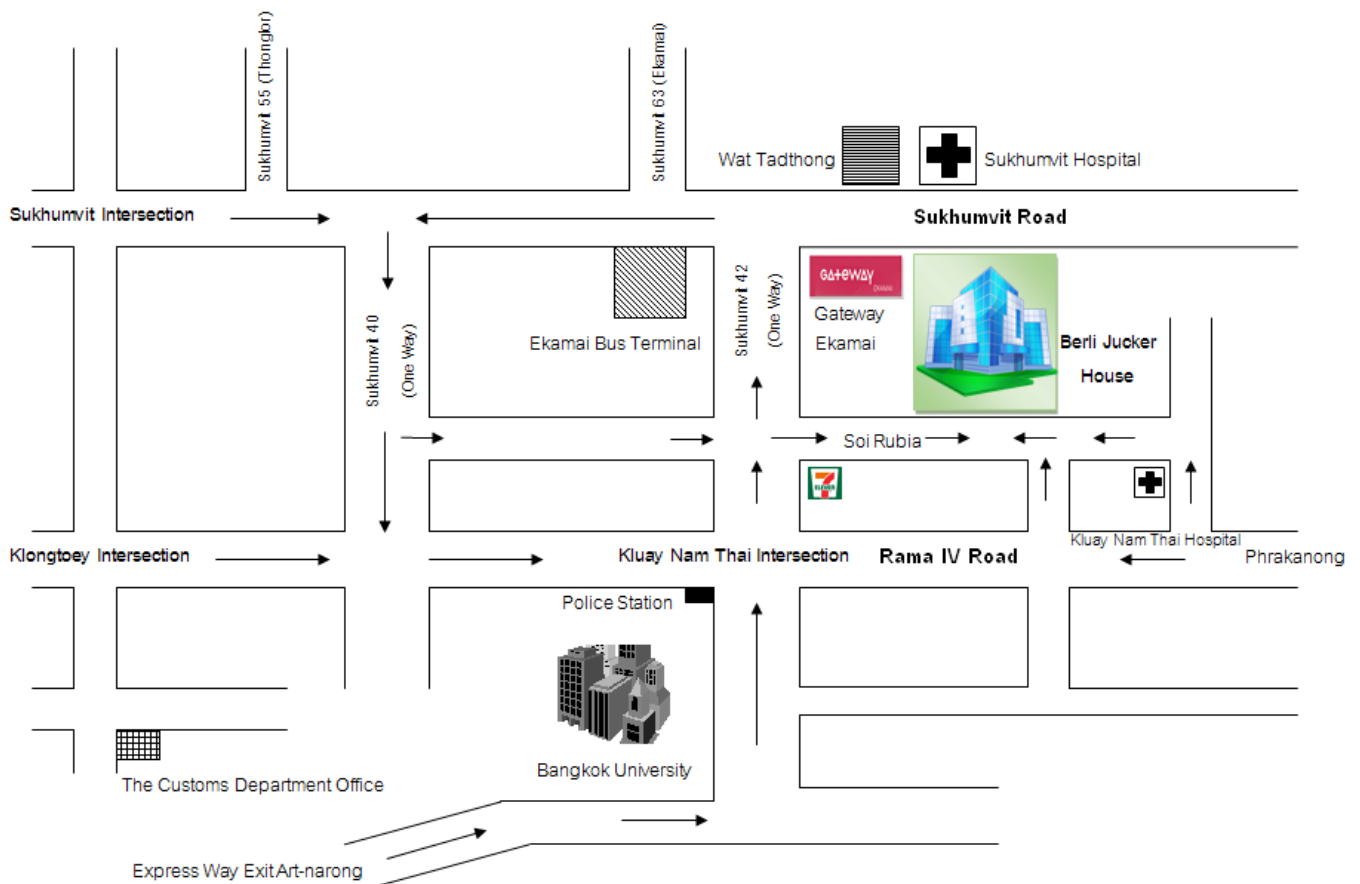 Sukhumvit 55 (Thonglor)
Sukhumvit 63 (Ekamai)
Wat Tadthong
Sukhumvit Hospital
Sukhumvit Intersection
Sukhumvit Road
Sukhumvit 40
(One Way)
Ekamai Bus Terminal
Sukhumvit 42
(One Way)
GATEWAY
Gateway
Ekamai
Berli Jucker
House
Soi Rubia
7
ELEVEN
Klongtoey Intersection
Kluay Nam Thai Intersection
Rama IV Road
Kluay Nam Thai Hospital
Phrakanong
Police Station
Bangkok University
The Customs Department Office
Express Way Exit Art-narong